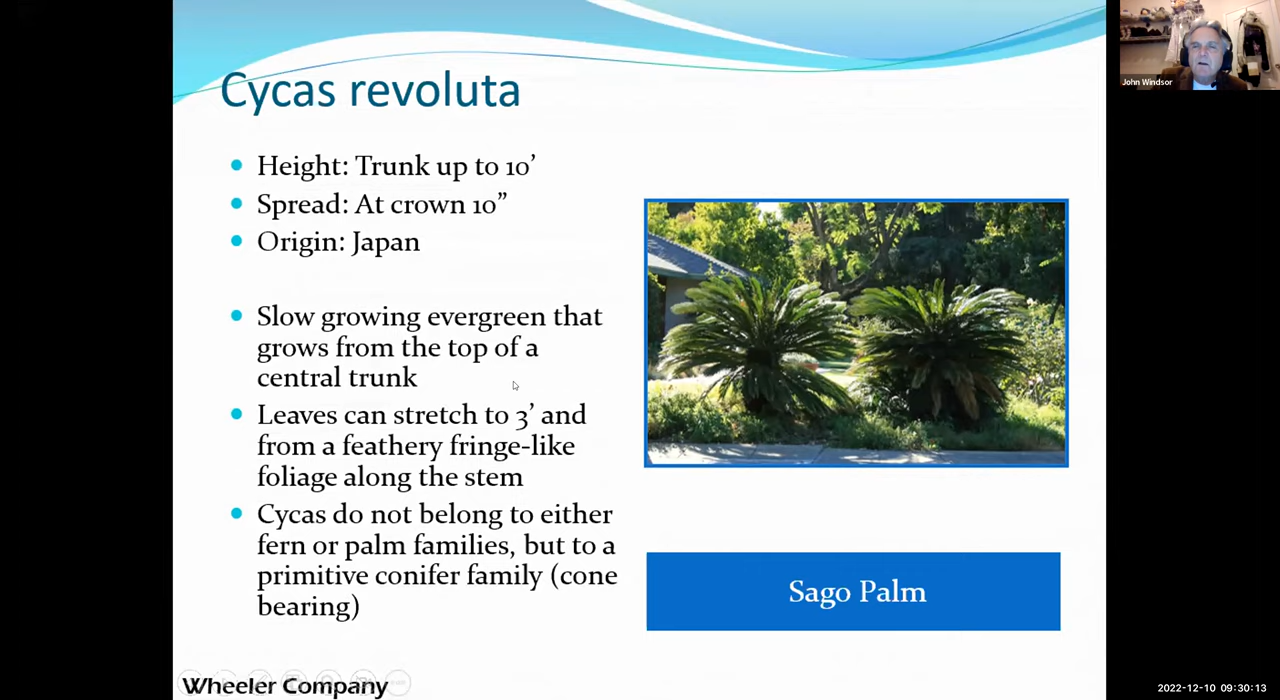 Cycas revoluta
John Windsor
• Height: Trunk up to 10’
• Spread: At crown 10”
• Origin: Japan
• Slow growing evergreen that
grows from the top of a
central trunk
• Leaves can stretch to 3’ and
from a feathery fringe-like
foliage along the stem
• Cycas do not belong to either
fern or palm families, but to a
primitive conifer family (cone
bearing)
Sago Palm
Wheeler Company
2022-12-10 09:30:13